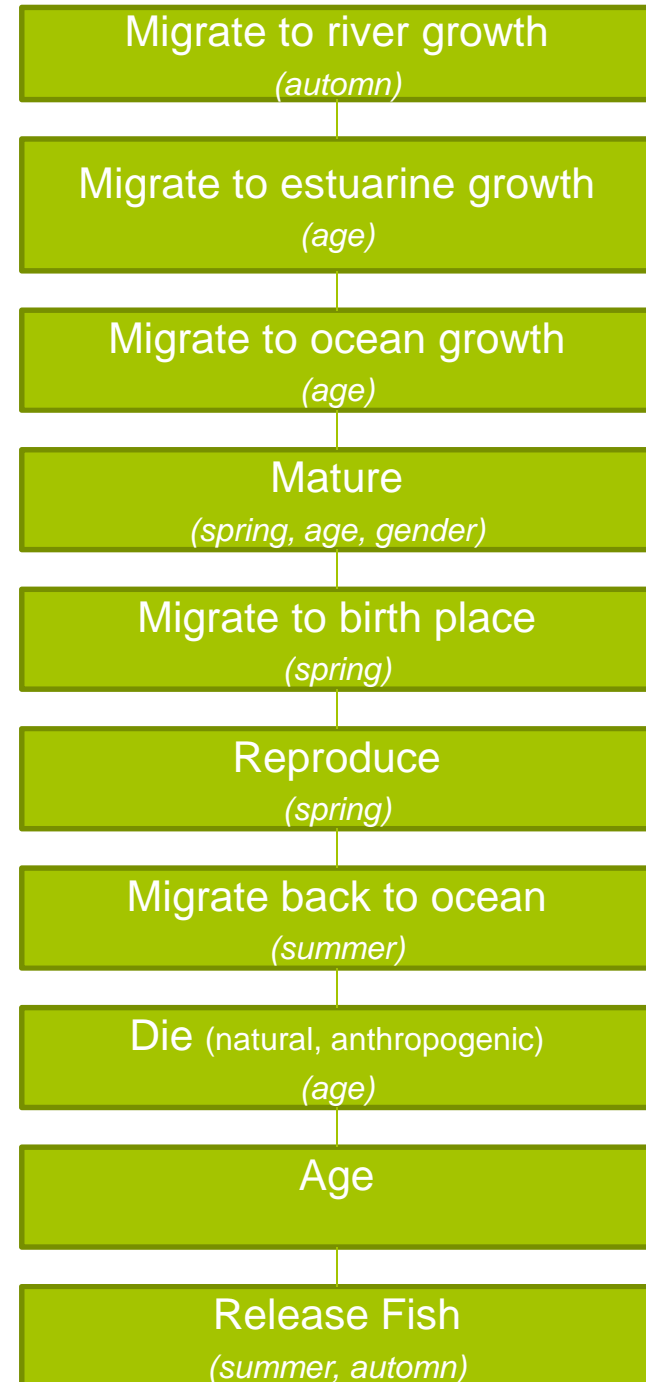 Migrate to river growth
(automn)
Migrate to estuarine growth
(age)
Migrate to ocean growth
(age)
Mature
(spring, age, gender)
Migrate to birth place
(spring)
Reproduce
(spring)
Migrate back to ocean
(summer)
Die (natural, anthropogenic)
(age)
Age
Release Fish
(summer, automn)